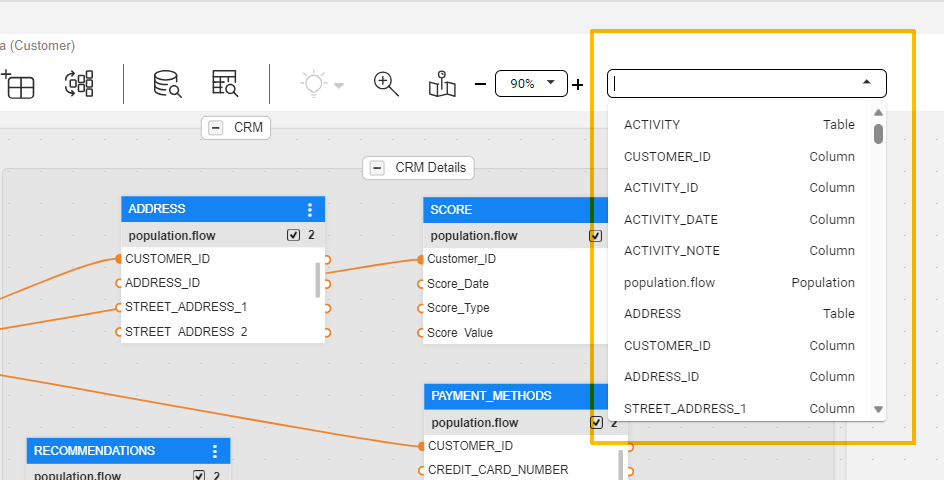 a (Customer)
90%
CRM
CRM Details
ADDRESS
population.flow 2
CUSTOMER_ID
ADDRESS_ID
STREET_ADDRESS_1
STREET_ADDRESS_2
SCORE
population.flow
Customer_ID
Score_Date
Score_Type
Score_Value
PAYMENT_METHODS
population.flow 2
CUSTOMER_ID
CREDIT_CARD_NUMBER
RECOMMENDATIONS
population.flow 2
ACTIVITY Table
CUSTOMER_ID Column
ACTIVITY_ID Column
ACTIVITY_DATE Column
ACTIVITY_NOTE Column
population.flow Population
ADDRESS Table
CUSTOMER_ID Column
ADDRESS_ID Column
STREET_ADDRESS_1 Column